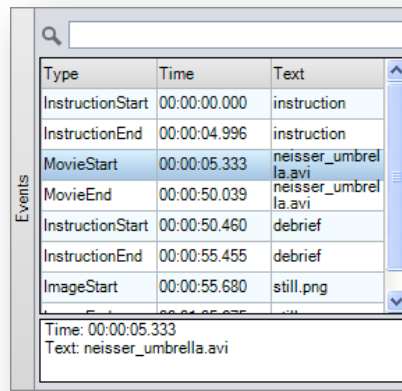 Events
Type Time Text
InstructionStart 00:00:00.000 instruction
InstructionEnd 00:00:04.996 instruction
MovieStart 00:00:05.333 neisser_umbrel
la.avi
MovieEnd 00:00:50.039 neisser_umbrel
la.avi
InstructionStart 00:00:50.460 debrief
InstructionEnd 00:00:55.455 debrief
ImageStart 00:00:55.680 still.png
Time: 00:00:05.333
Text: neisser_umbrella.avi